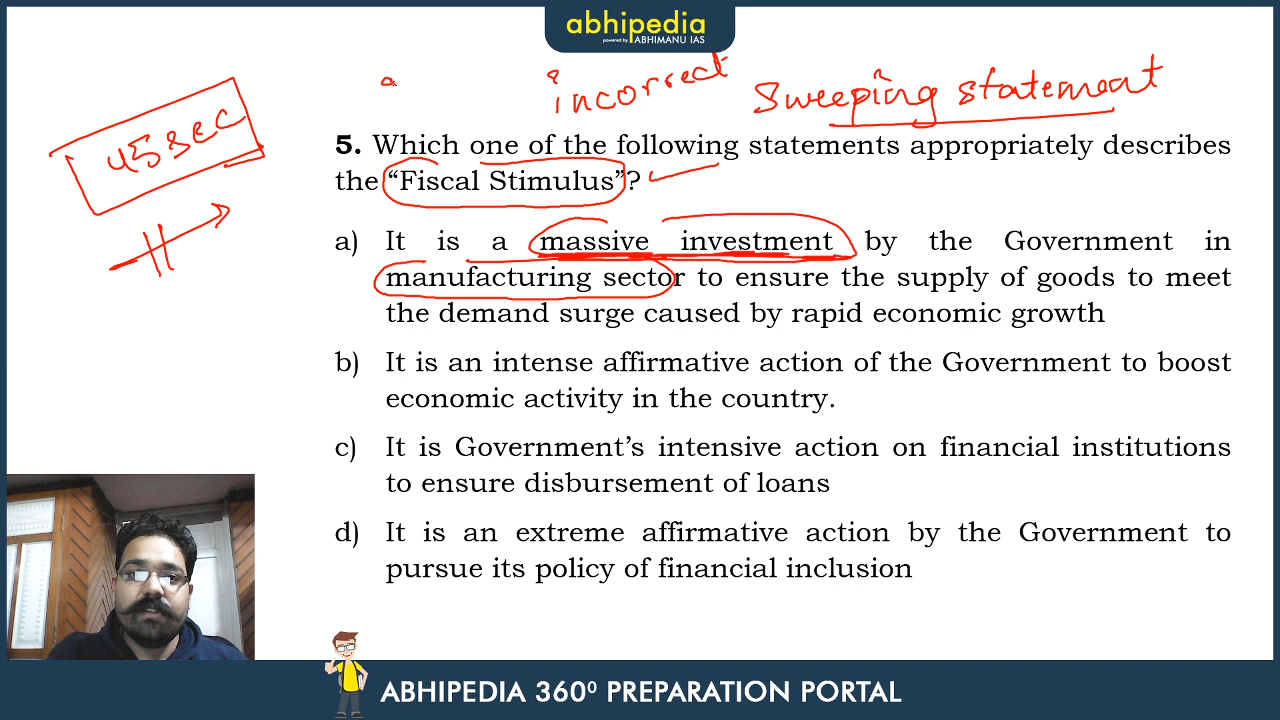 abhipedia
powered by ABHIMANU IAS
incorrect
Sweeping statement
45 sec
5. Which one of the following statements appropriately describes
the “Fiscal Stimulus”?
a) It is a massive investment by the Government in
manufacturing sector to ensure the supply of goods to meet
the demand surge caused by rapid economic growth
b) It is an intense affirmative action of the Government to boost
economic activity in the country.
c) It is Government’s intensive action on financial institutions
to ensure disbursement of loans
d) It is an extreme affirmative action by the Government to
pursue its policy of financial inclusion
ABHIPEDIA 360⁰ PREPARATION PORTAL